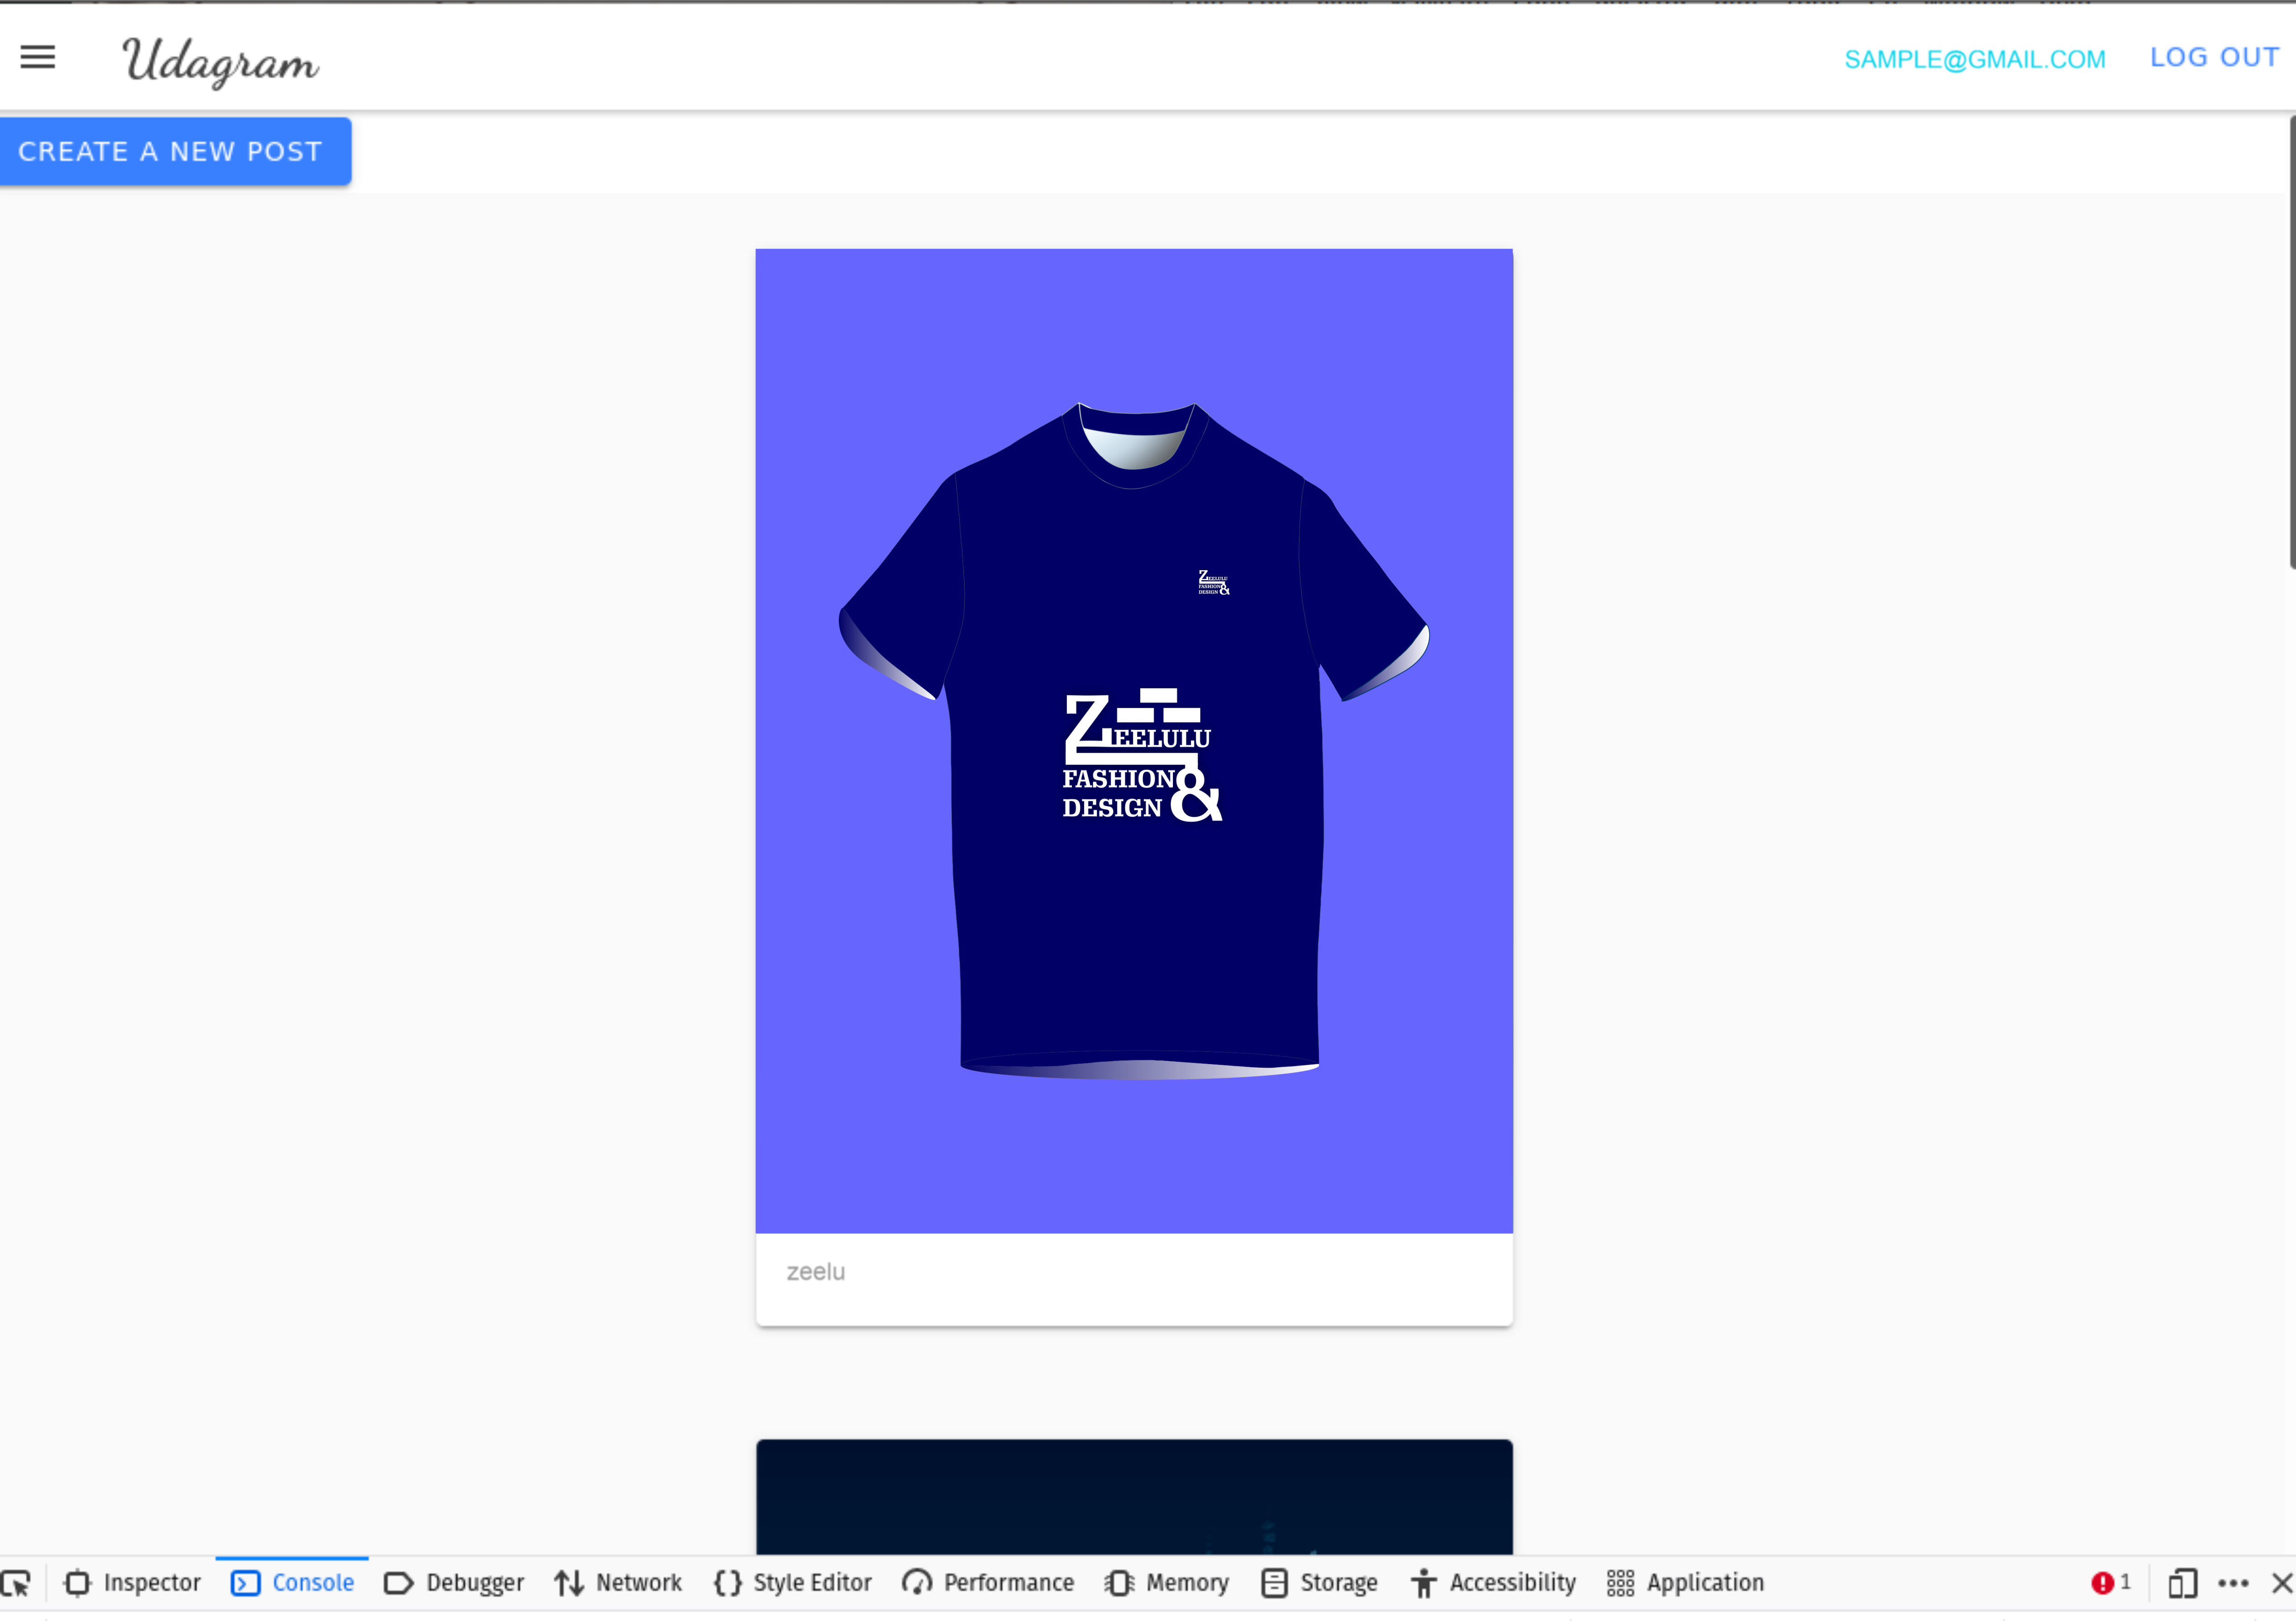 Udagram
SAMPLE@GMAIL.COM
LOG OUT
CREATE A NEW POST
ZEELULU
FASHION &
DESIGN
ZEELULU
FASHION &
DESIGN
zeelu
Inspector
Console
Debugger
Network
{} Style Editor
Performance
Memory
Storage
Accessibility
Application
1